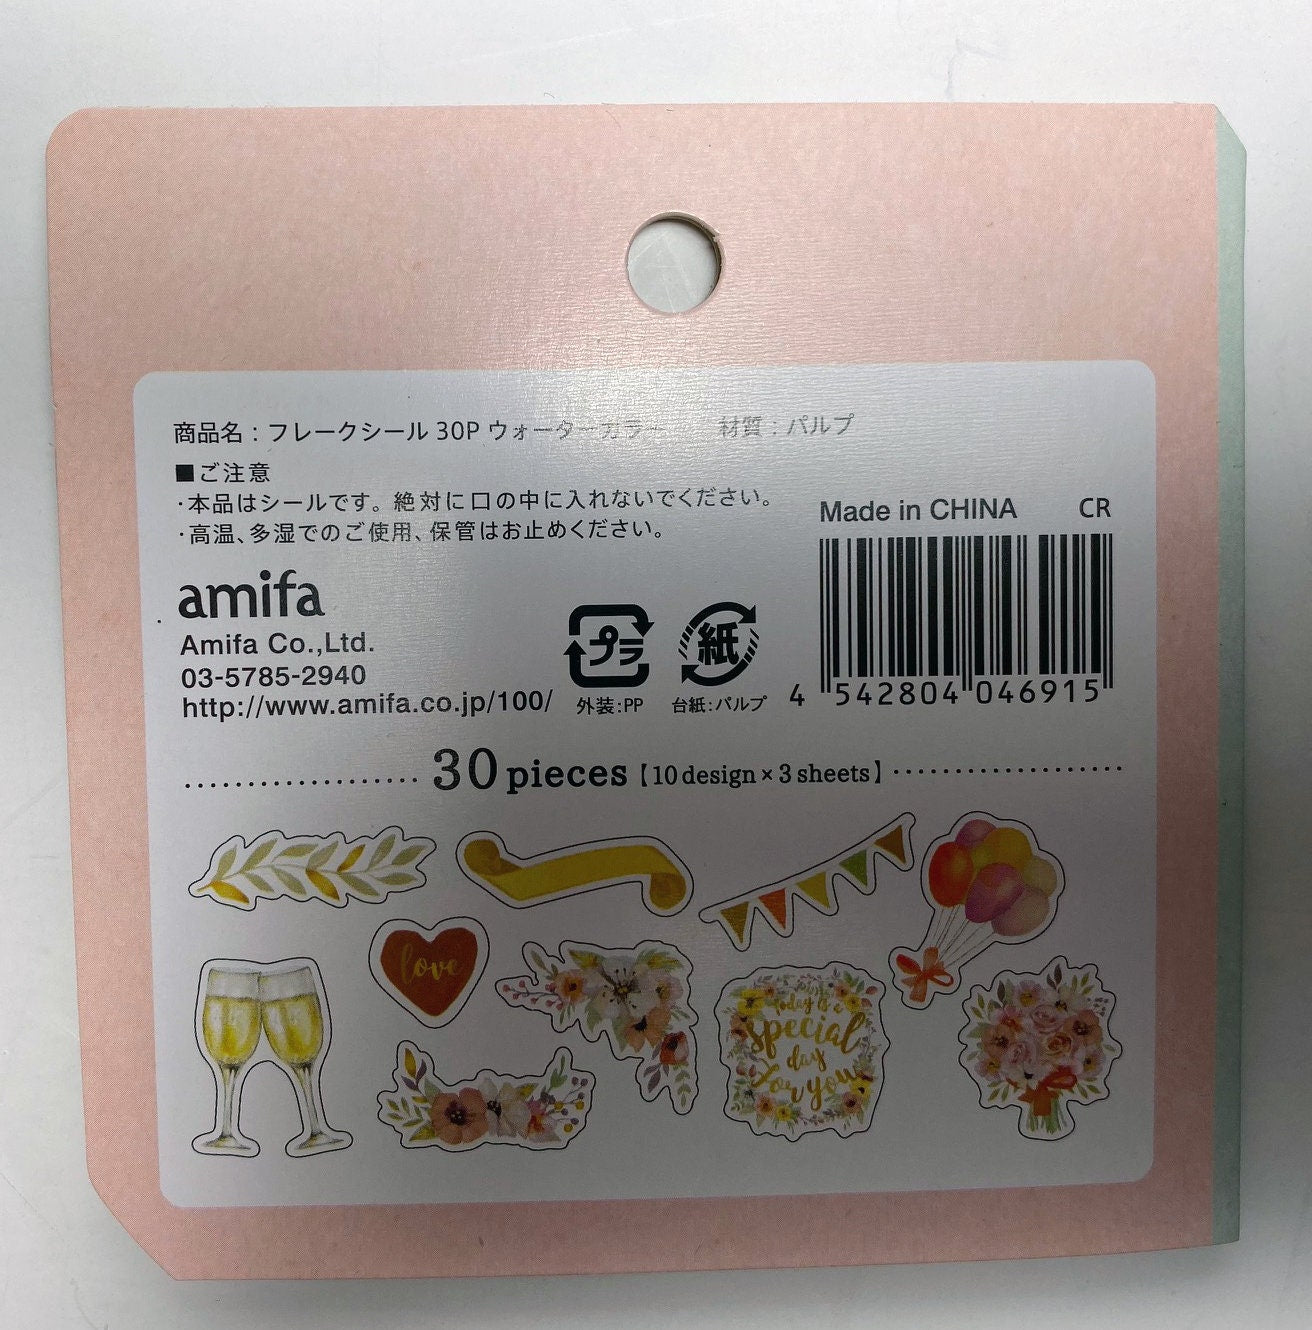 商品名：フレークシール 30P ウォーターカラー 材質：パルプ
■ご注意
・本品はシールです。絶対に口の中に入れないでください。
・高温、多湿でのご使用、保管はお止めください。
amifa
Amifa Co.,Ltd.
03-5785-2940
http://www.amifa.co.jp/100/
プラ
外装:PP
紙
台紙:パルプ
Made in CHINA CR
4 542804 046915
30 pieces【10 design × 3 sheets】
love
today is a
special
day
for you